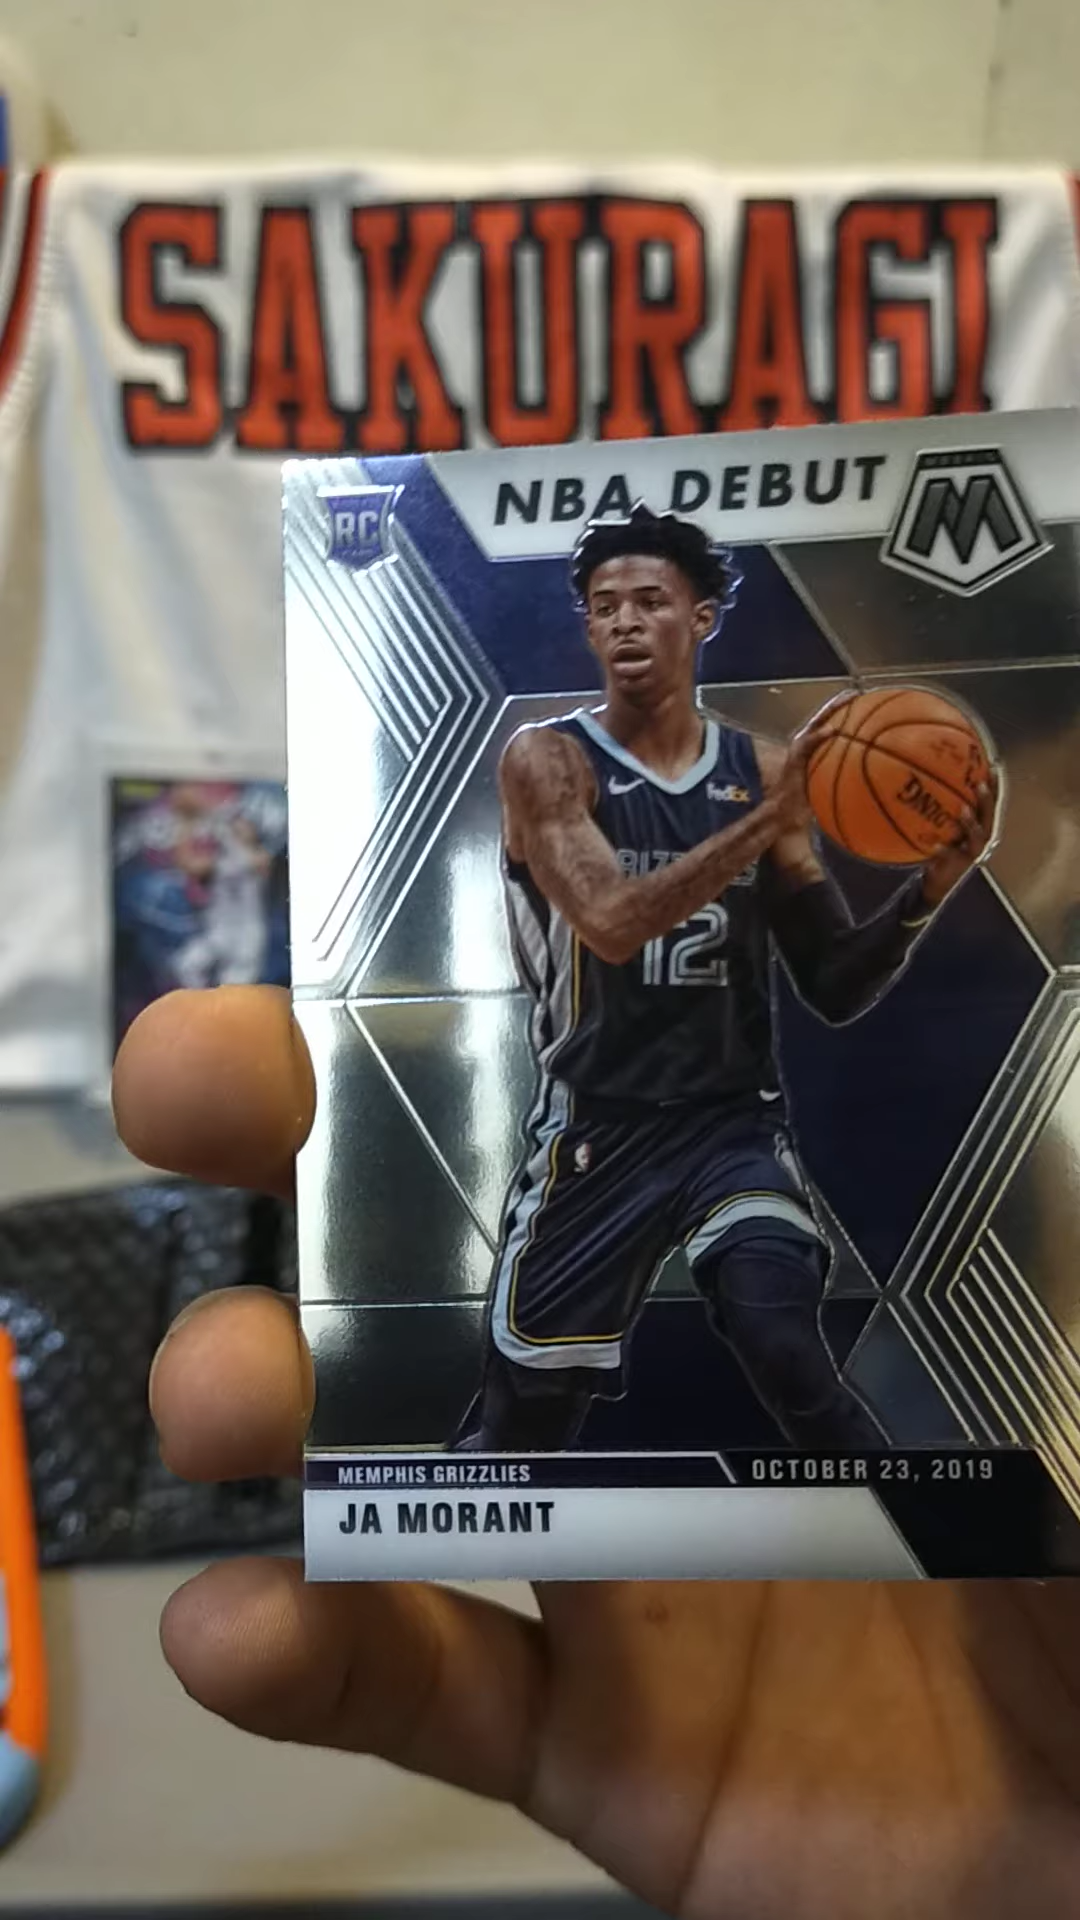 SAKURAGI
RC
NBA DEBUT
M
FedEx
12
MEMPHIS GRIZZLIES
OCTOBER 23, 2019
JA MORANT